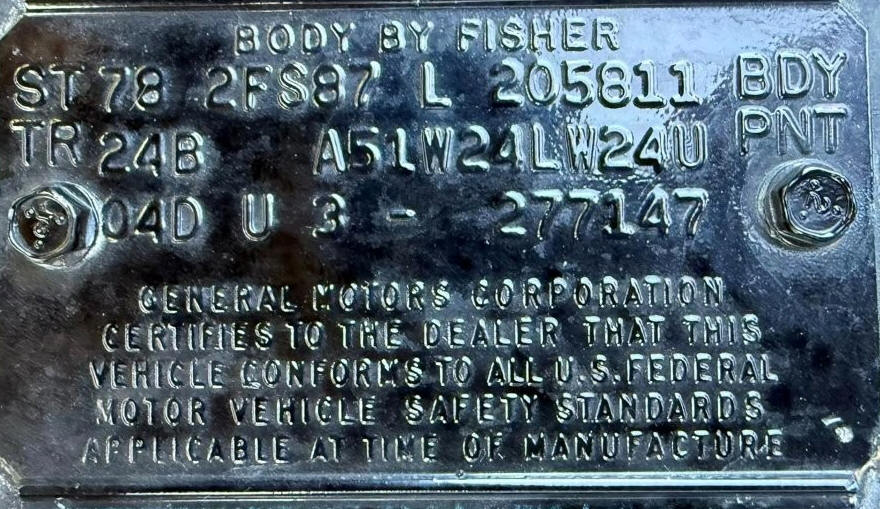 BODY BY FISHER
ST 78 2FS87 L 205811 BDY
TR 24B A51W24LW24U PNT
04D U 3 - 277147
GENERAL MOTORS CORPORATION
CERTIFIES TO THE DEALER THAT THIS
VEHICLE CONFORMS TO ALL U.S. FEDERAL
MOTOR VEHICLE SAFETY STANDARDS
APPLICABLE AT TIME OF MANUFACTURE